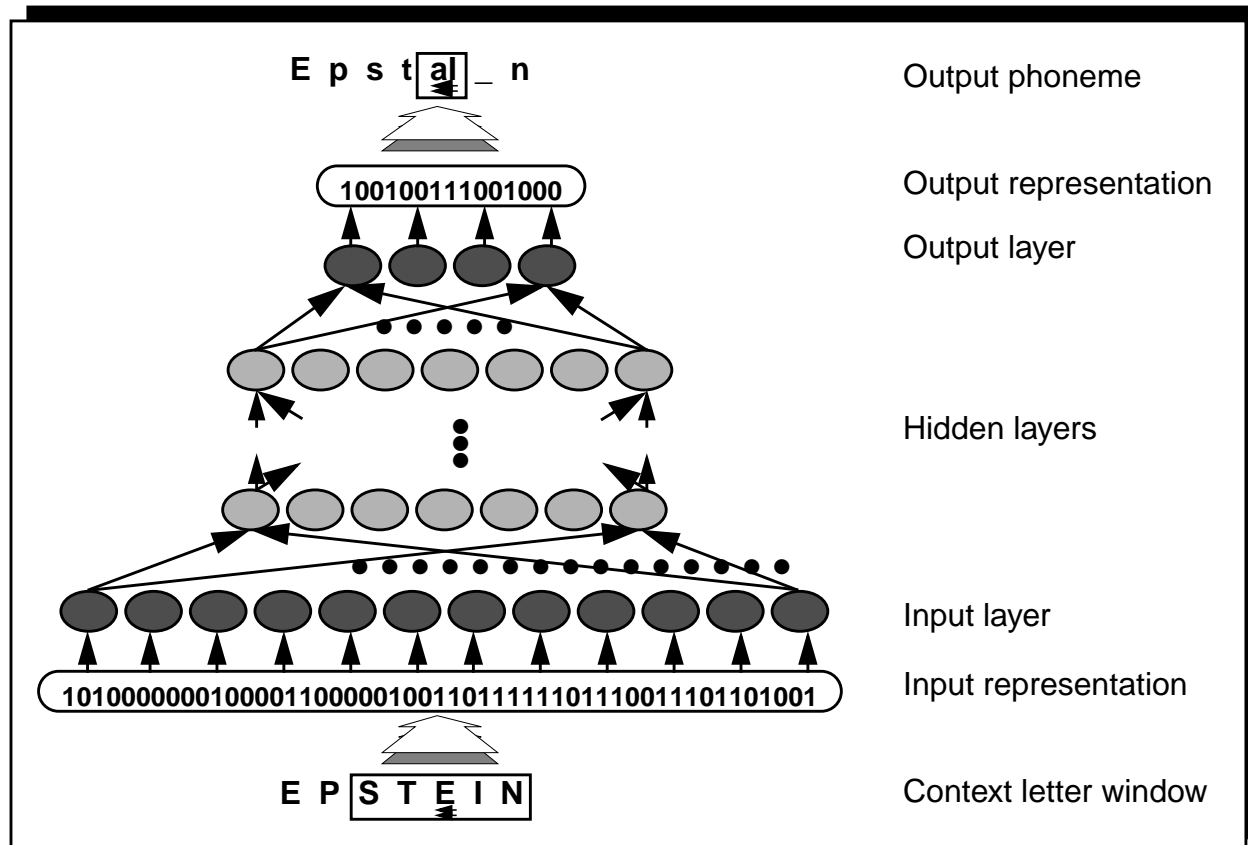 E p s t aI _ n Output phoneme
100100111001000 Output representation
Output layer
Hidden layers
Input layer
101000000010000110000010011011111101110011101101001 Input representation
E P S T E I N Context letter window